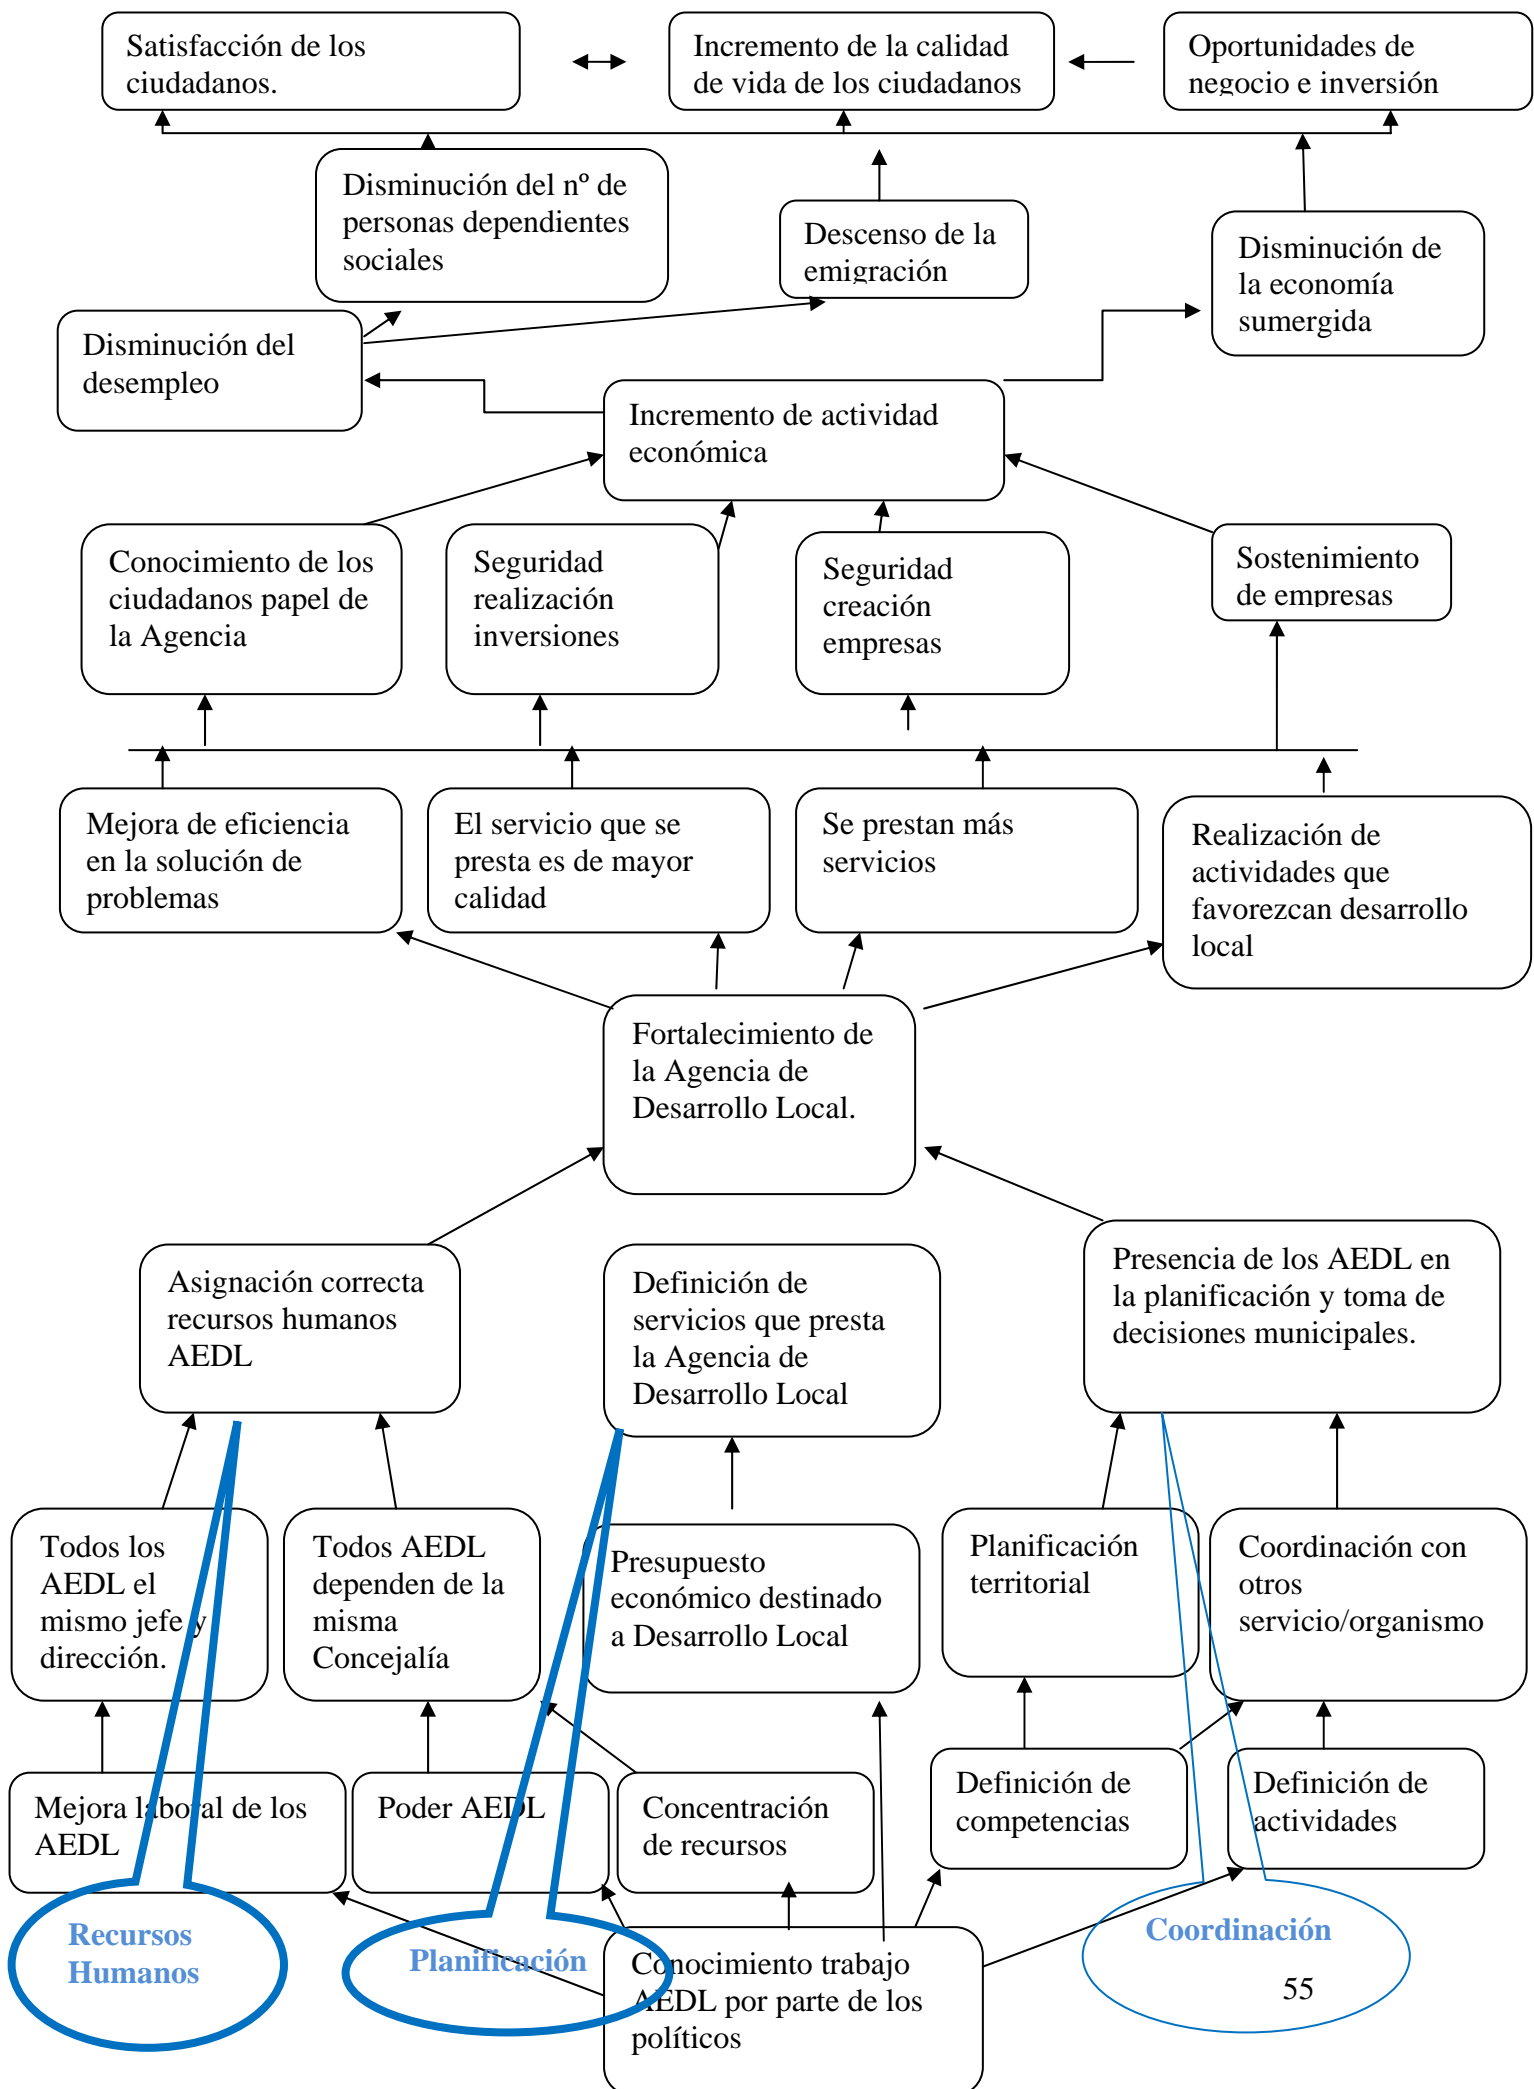 Satisfacción de los
ciudadanos.
Incremento de la calidad
de vida de los ciudadanos
Oportunidades de
negocio e inversión
Disminución del nº de
personas dependientes
sociales
Descenso de la
emigración
Disminución de
la economía
sumergida
Disminución del
desempleo
Incremento de actividad
económica
Conocimiento de los
ciudadanos papel de
la Agencia
Seguridad
realización
inversiones
Seguridad
creación
empresas
Sostenimiento
de empresas
Mejora de eficiencia
en la solución de
problemas
El servicio que se
presta es de mayor
calidad
Se prestan más
servicios
Realización de
actividades que
favorezcan desarrollo
local
Fortalecimiento de
la Agencia de
Desarrollo Local.
Asignación correcta
recursos humanos
AEDL
Definición de
servicios que presta
la Agencia de
Desarrollo Local
Presencia de los AEDL en
la planificación y toma de
decisiones municipales.
Todos los
AEDL el
mismo jefe y
dirección.
Todos AEDL
dependen de la
misma
Concejalía
Presupuesto
económico destinado
a Desarrollo Local
Planificación
territorial
Coordinación con
otros
servicio/organismo
Mejora laboral de los
AEDL
Poder AEDL
Concentración
de recursos
Definición de
competencias
Definición de
actividades
Recursos
Humanos
Planificación
Conocimiento trabajo
AEDL por parte de los
políticos
Coordinación
55